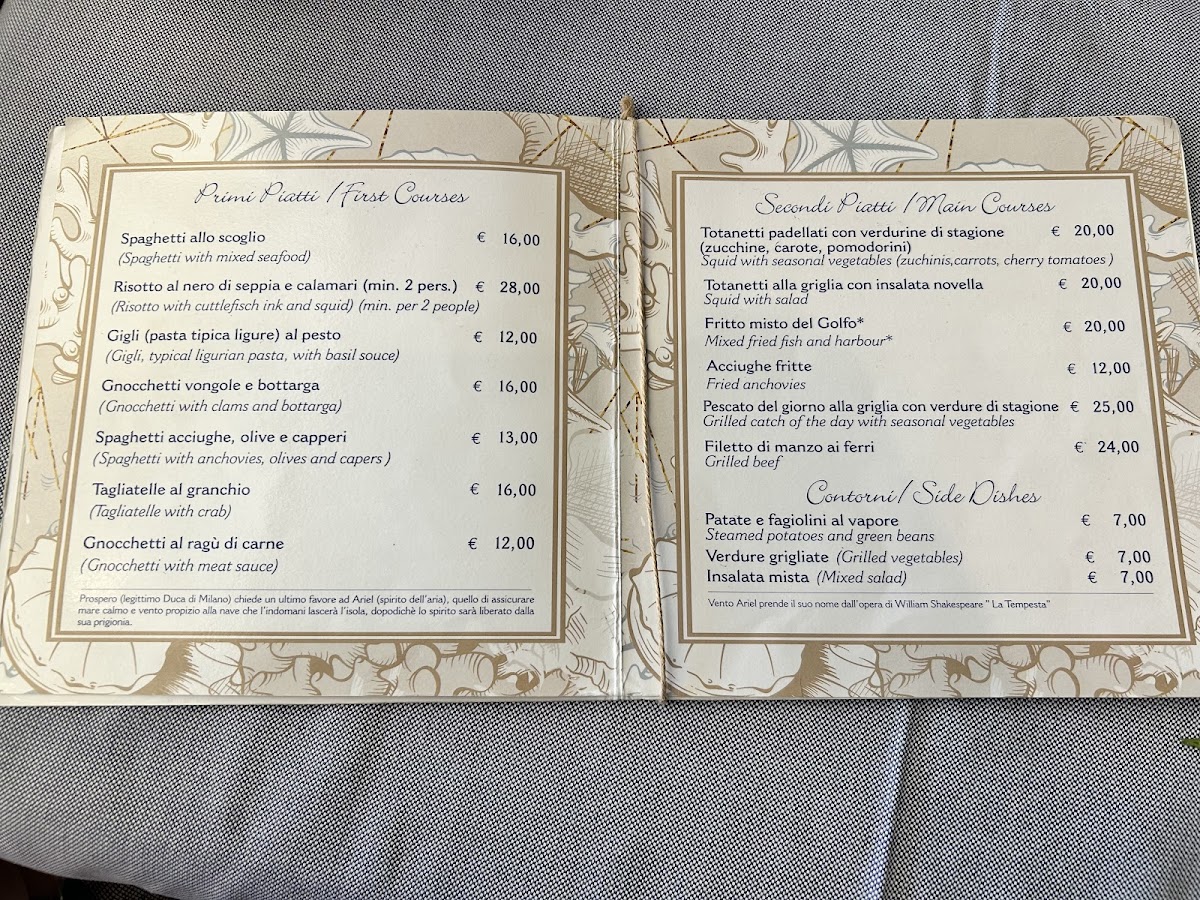 Primi Piatti / First Courses
Spaghetti allo scoglio € 16,00
(Spaghetti with mixed seafood)
Risotto al nero di seppia e calamari (min. 2 pers.) € 28,00
(Risotto with cuttlefisch ink and squid) (min. per 2 people)
Gigli (pasta tipica ligure) al pesto € 12,00
(Gigli, typical ligurian pasta, with basil sauce)
Gnocchetti vongole e bottarga € 16,00
(Gnocchetti with clams and bottarga)
Spaghetti acciughe, olive e capperi € 13,00
(Spaghetti with anchovies, olives and capers )
Tagliatelle al granchio € 16,00
(Tagliatelle with crab)
Gnocchetti al ragù di carne € 12,00
(Gnocchetti with meat sauce)
Prospero (legittimo Duca di Milano) chiede un ultimo favore ad Ariel (spirito dell'aria), quello di assicurare
mare calmo e vento propizio alla nave che l'indomani lascerà l'isola, dopodichè lo spirito sarà liberato dalla
sua prigionia.
Secondi Piatti / Main Courses
Totanetti padellati con verdurine di stagione € 20,00
(zucchine, carote, pomodorini)
Squid with seasonal vegetables (zuchinis,carrots, cherry tomatoes )
Totanetti alla griglia con insalata novella € 20,00
Squid with salad
Fritto misto del Golfo* € 20,00
Mixed fried fish and harbour*
Acciughe fritte € 12,00
Fried anchovies
Pescato del giorno alla griglia con verdure di stagione € 25,00
Grilled catch of the day with seasonal vegetables
Filetto di manzo ai ferri € 24,00
Grilled beef
Contorni/ Side Dishes
Patate e fagiolini al vapore € 7,00
Steamed potatoes and green beans
Verdure grigliate (Grilled vegetables) € 7,00
Insalata mista (Mixed salad) € 7,00
Vento Ariel prende il suo nome dall'opera di William Shakespeare " La Tempesta"